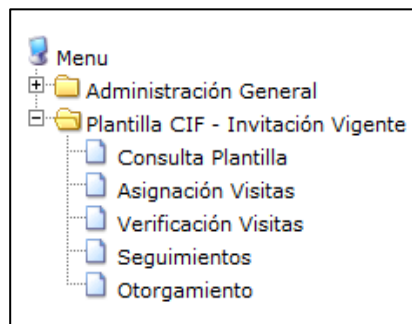 Menu
Administración General
Plantilla CIF - Invitación Vigente
Consulta Plantilla
Asignación Visitas
Verificación Visitas
Seguimientos
Otorgamiento